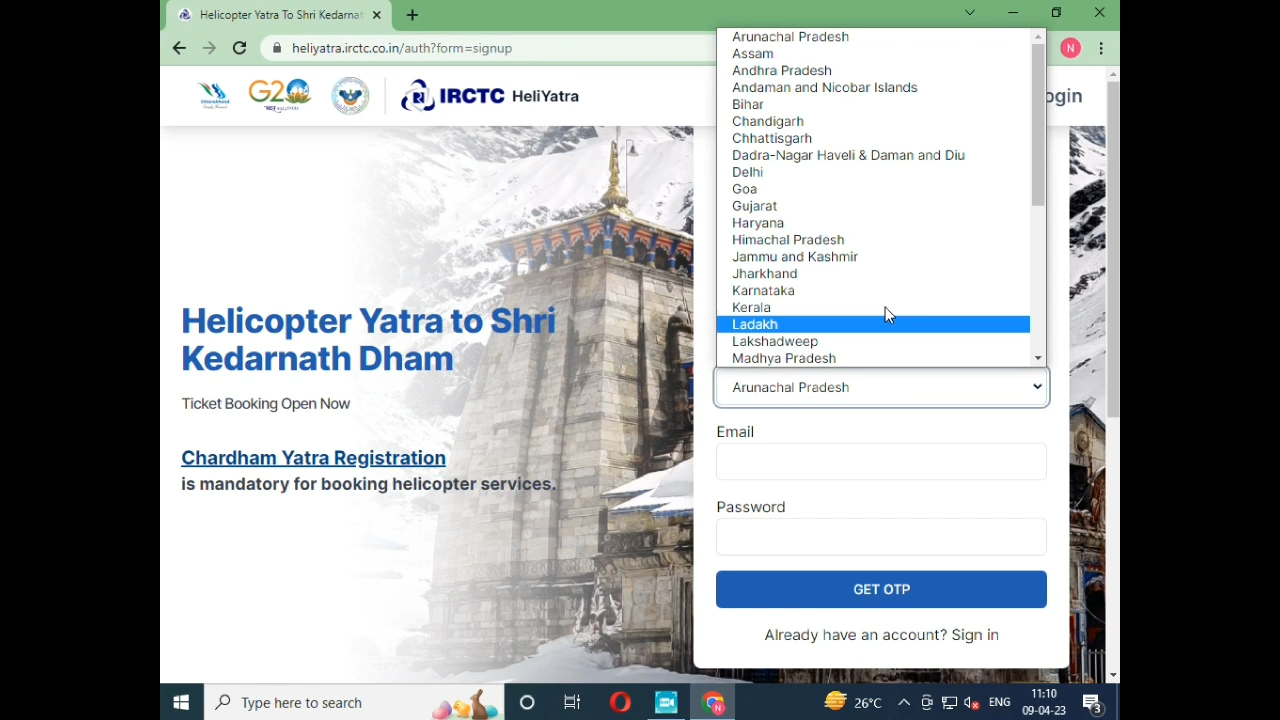 Helicopter Yatra To Shri Kedarnat
heliyatra.irctc.co.in/auth?form=signup
N
G20
IRCTC HeliYatra
ogin
Arunachal Pradesh
Assam
Andhra Pradesh
Andaman and Nicobar Islands
Bihar
Chandigarh
Chhattisgarh
Dadra-Nagar Haveli & Daman and Diu
Delhi
Goa
Gujarat
Haryana
Himachal Pradesh
Jammu and Kashmir
Jharkhand
Karnataka
Kerala
Ladakh
Lakshadweep
Madhya Pradesh
Arunachal Pradesh
Helicopter Yatra to Shri
Kedarnath Dham
Ticket Booking Open Now
Chardham Yatra Registration
is mandatory for booking helicopter services.
Email
Password
GET OTP
Already have an account? Sign in
Type here to search
N
26°C
ENG
11:10
09-04-23
3